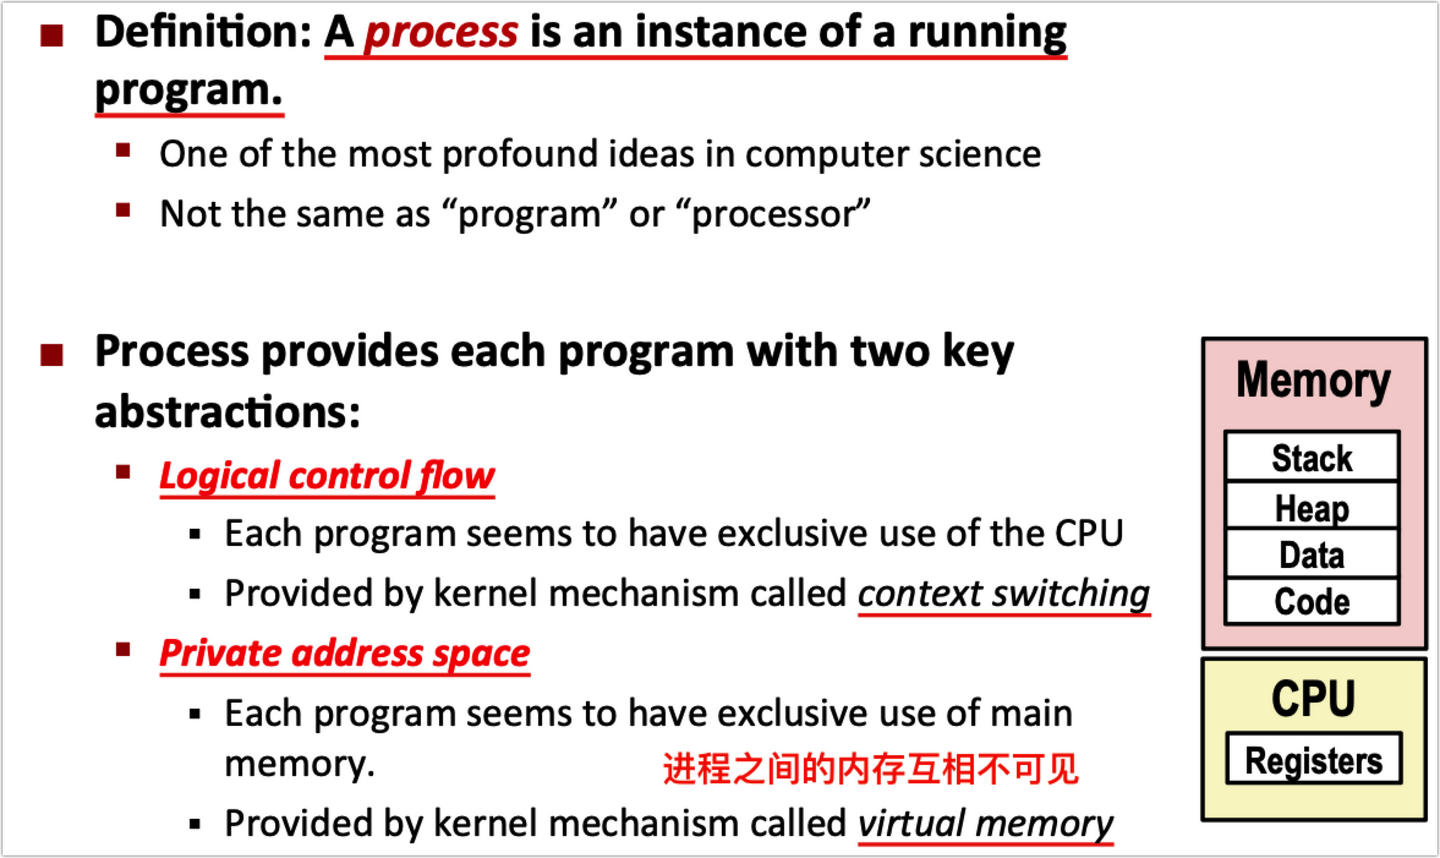 Definition: A process is an instance of a running
program.
One of the most profound ideas in computer science
Not the same as “program” or “processor”
Process provides each program with two key
abstractions:
Logical control flow
Each program seems to have exclusive use of the CPU
Provided by kernel mechanism called context switching
Private address space
Each program seems to have exclusive use of main
memory.
进程之间的内存互相不可见
Provided by kernel mechanism called virtual memory
Memory
Stack
Heap
Data
Code
CPU
Registers